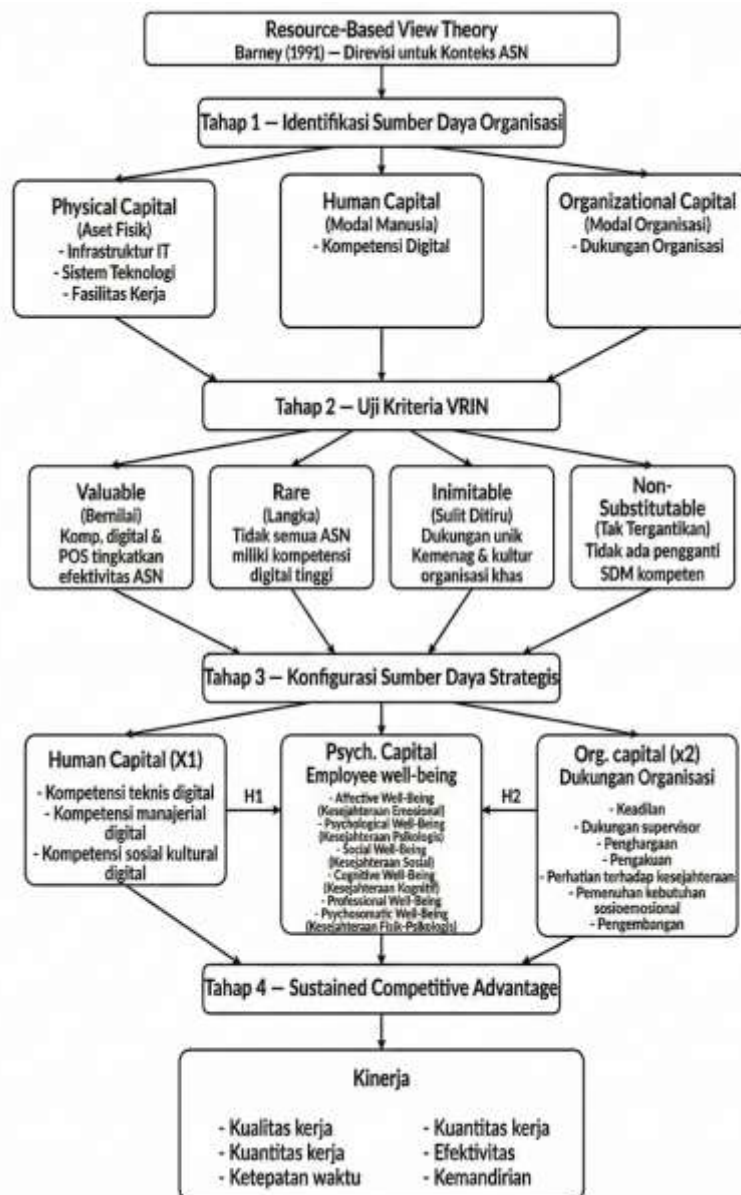 Resource-Based View Theory
Barney (1991) — Direvisi untuk Konteks ASN
Tahap 1 — Identifikasi Sumber Daya Organisasi
Physical Capital
(Aset Fisik)
- Infrastruktur IT
- Sistem Teknologi
- Fasilitas Kerja
Human Capital
(Modal Manusia)
- Kompetensi Digital
Organizational Capital
(Modal Organisasi)
- Dukungan Organisasi
Tahap 2 — Uji Kriteria VRIN
Valuable
(Bernilai)
Komp, digital &
POS tingkatkan
efektivitas ASN
Rare
(Langka)
Tidak semua ASN
miliki kompetensi
digital tinggi
Inimitable
(Sulit Ditiru)
Dukungan unik
Kemenag & kultur
organisasi khas
Non-
Substitutable
(Tak Tergantikan)
Tidak ada pengganti
SDM kompeten
Tahap 3 — Konfigurasi Sumber Daya Strategis
Human Capital (X1)
- Kompetensi teknis digital
- Kompetensi manajerial
digital
- Kompetensi sosial kultural
digital
H1
Psych. Capital
Employee well-being
- Affective Well-Being
(Kesejahteraan Emosional)
- Psychological Well-Being
(Kesejahteraan Psikologis)
- Social Well-Being
(Kesejahteraan Sosial)
- Cognitive Well-Being
(Kesejahteraan Kognitif)
- Professional Well-Being
- Psychosomatic Well-Being
(Kesejahteraan Fisik-Psikologis)
H2
Org. capital (x2)
Dukungan Organisasi
- Keadilan
- Dukungan supervisor
- Penghargaan
- Pengakuan
- Perhatian terhadap kesejahteraan
- Pemenuhan kebutuhan
sosioemosional
- Pengembangan
Tahap 4 — Sustained Competitive Advantage
Kinerja
- Kualitas kerja
- Kuantitas kerja
- Ketepatan waktu
- Kuantitas kerja
- Efektivitas
- Kemandirian